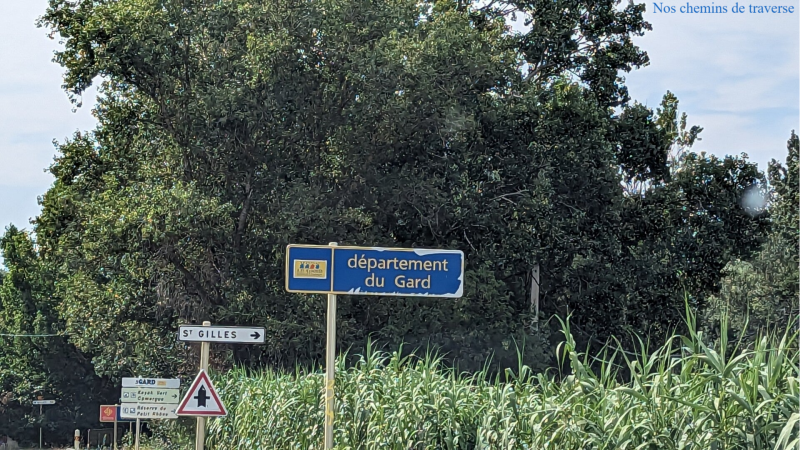 Nos chemins de traverse
département
du Gard
ST GILLES
GARD
Kayak Vert
Camargue
Réserve du
Petit Rhône